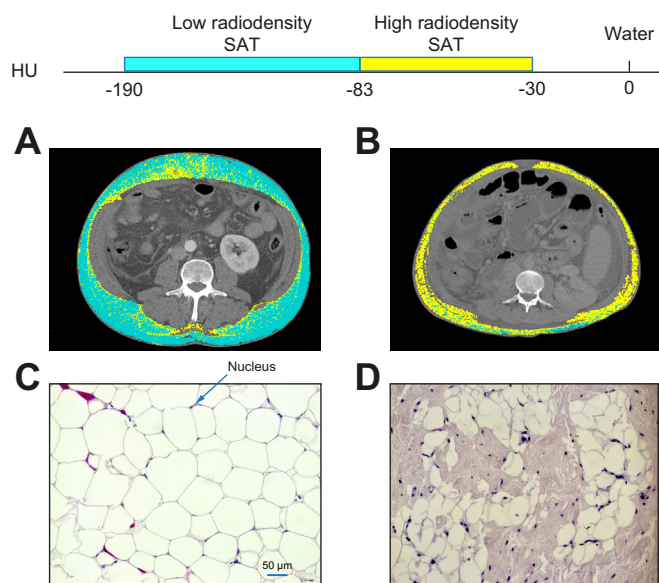 Low radiodensity SAT
High radiodensity SAT
Water
HU
-190
-83
-30
0
A
B
C
Nucleus
D
50 µm